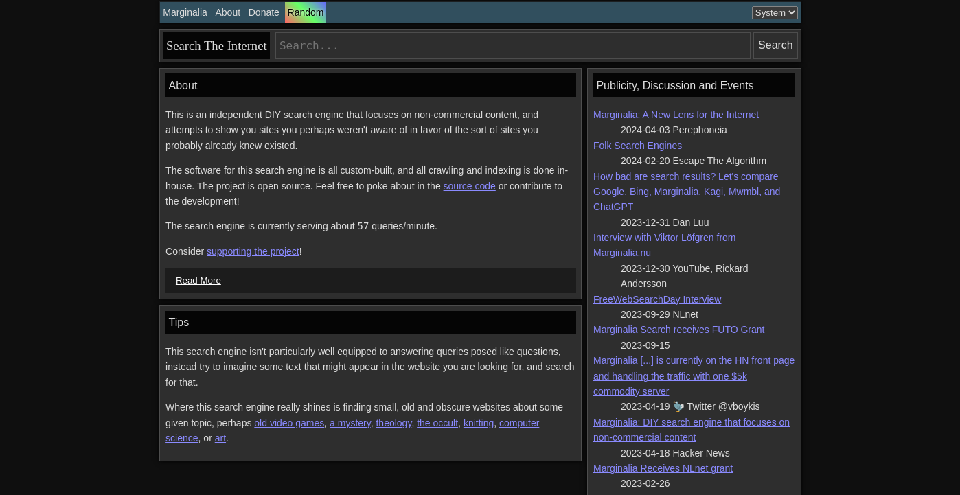 Marginalia About Donate Random System
Search The Internet Search... Search
About
This is an independent DIY search engine that focuses on non-commercial content, and
attempts to show you sites you perhaps weren't aware of in favor of the sort of sites you
probably already knew existed.
The software for this search engine is all custom-built, and all crawling and indexing is done in-
house. The project is open source. Feel free to poke about in the source code or contribute to
the development!
The search engine is currently serving about 57 queries/minute.
Consider supporting the project!
Read More
Tips
This search engine isn't particularly well equipped to answering queries posed like questions,
instead try to imagine some text that might appear in the website you are looking for, and search
for that.
Where this search engine really shines is finding small, old and obscure websites about some
given topic, perhaps old video games, a mystery, theology, the occult, knitting, computer
science, or art.
Publicity, Discussion and Events
Marginalia: A New Lens for the Internet
2024-04-03 Percephoneia
Folk Search Engines
2024-02-20 Escape The Algorithm
How bad are search results? Let's compare
Google, Bing, Marginalia, Kagi, Mwmbl, and
ChatGPT
2023-12-31 Dan Luu
Interview with Viktor Löfgren from
Marginalia.nu
2023-12-30 YouTube, Rickard
Andersson
FreeWebSearchDay Interview
2023-09-29 NLnet
Marginalia Search receives FUTO Grant
2023-09-15
Marginalia [...] is currently on the HN front page
and handling the traffic with one $5k
commodity server
2023-04-19 🐦 Twitter @vboykis
Marginalia: DIY search engine that focuses on
non-commercial content
2023-04-18 Hacker News
Marginalia Receives NLnet grant
2023-02-26